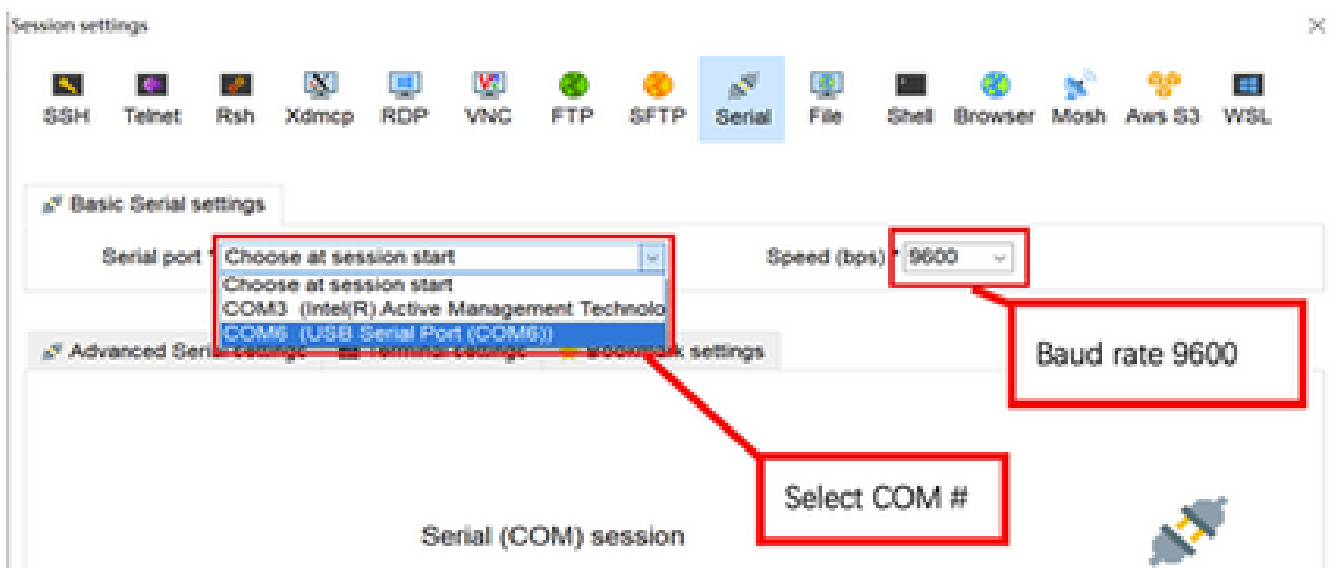 Session settings
SSH Telnet Rsh Xdmcp RDP VNC FTP SFTP Serial File Shell Browser Mosh Aws S3 WSL
Basic Serial settings
Serial port * Choose at session start
Speed (bps) * 9600
Choose at session start
COM3 (Intel(R) Active Management Technolo
COM6 (USB Serial Port (COM6))
Advanced Serial settings Terminal settings Bookmark settings
Baud rate 9600
Select COM #
Serial (COM) session